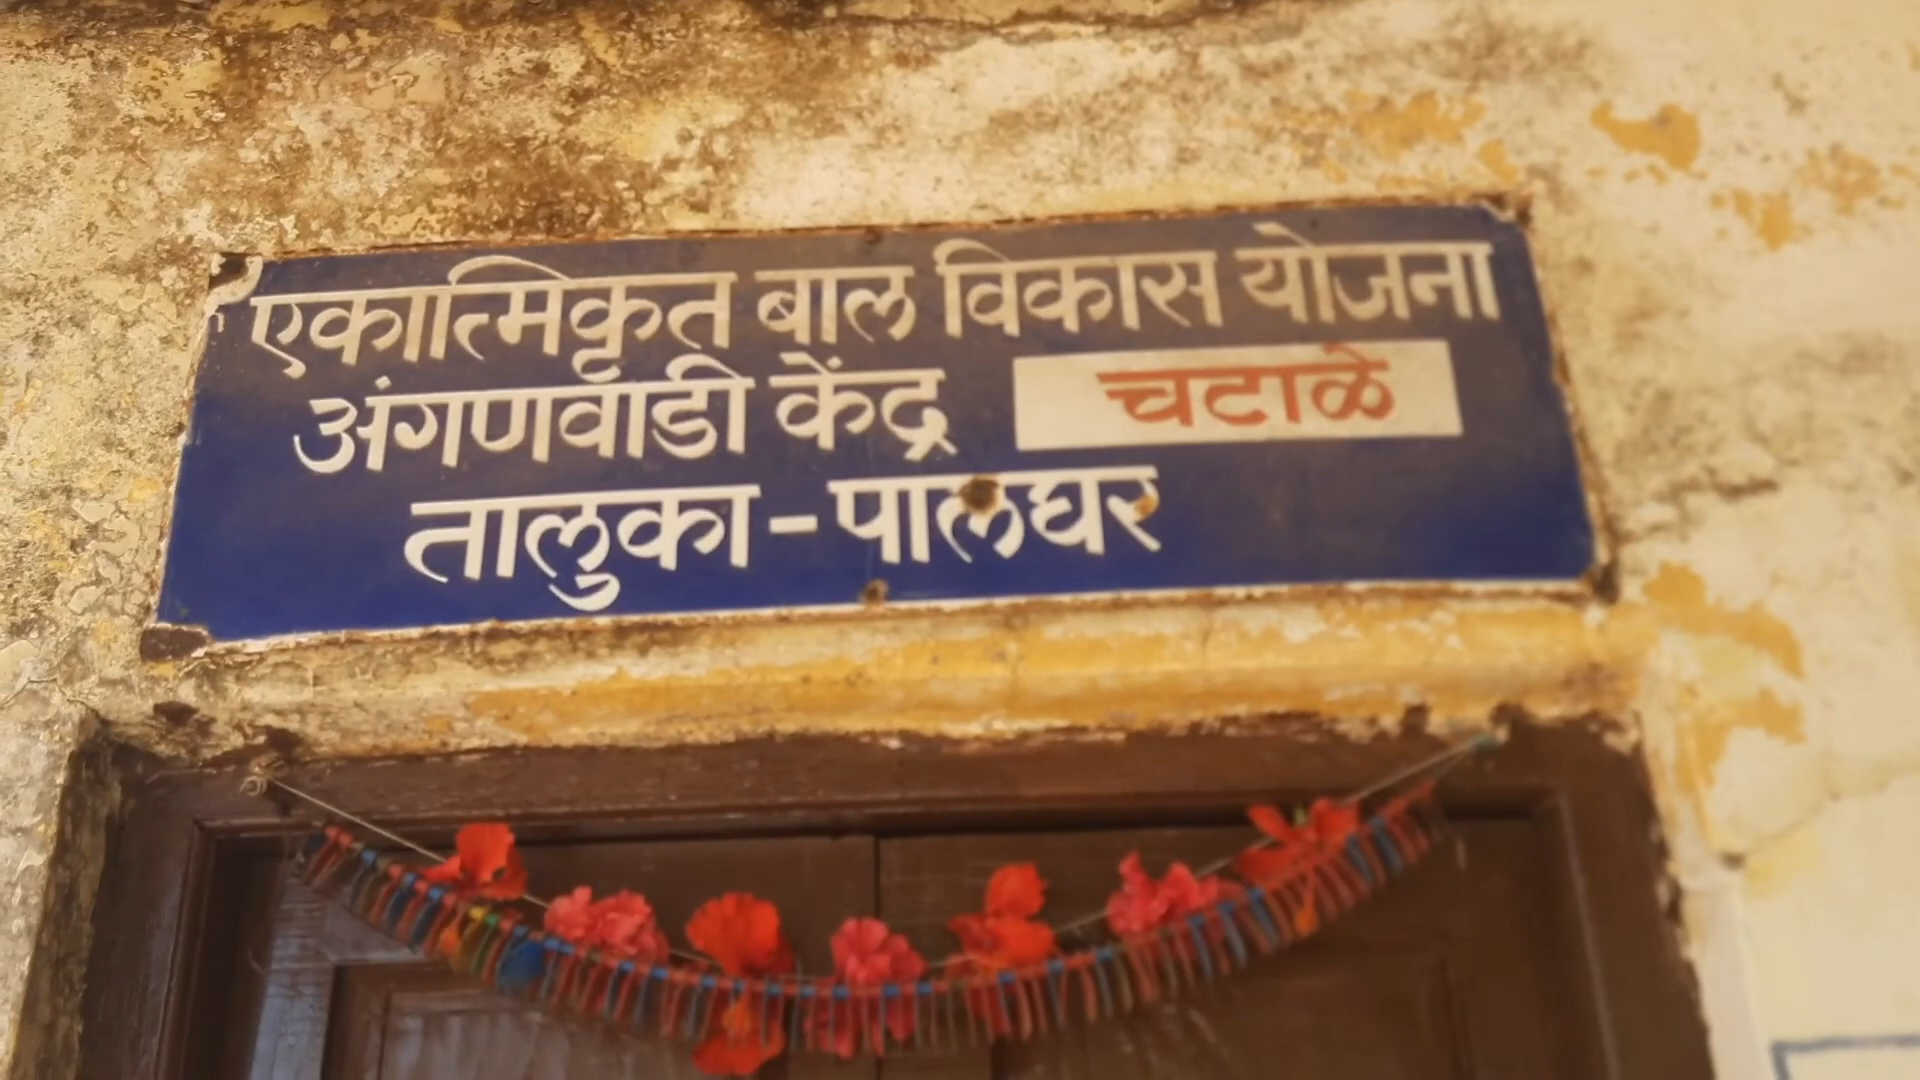 एकात्मिकृत बाल विकास योजना
अंगणवाडी केंद्र चटाळे
तालुका - पालघर